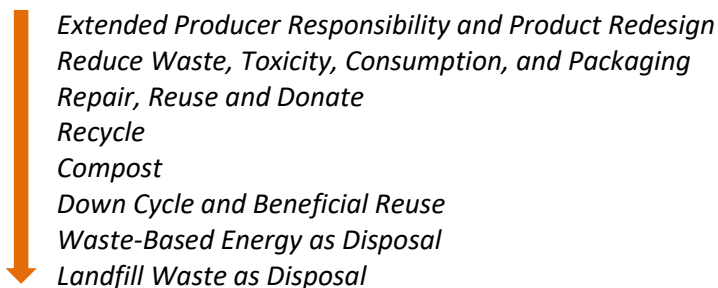 Extended Producer Responsibility and Product Redesign
Reduce Waste, Toxicity, Consumption, and Packaging
Repair, Reuse and Donate
Recycle
Compost
Down Cycle and Beneficial Reuse
Waste-Based Energy as Disposal
Landfill Waste as Disposal